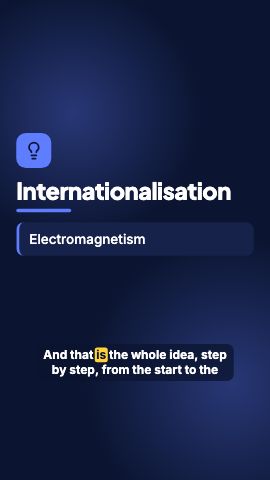 Internationalisation
Electromagnetism
And that is the whole idea, step
by step, from the start to the